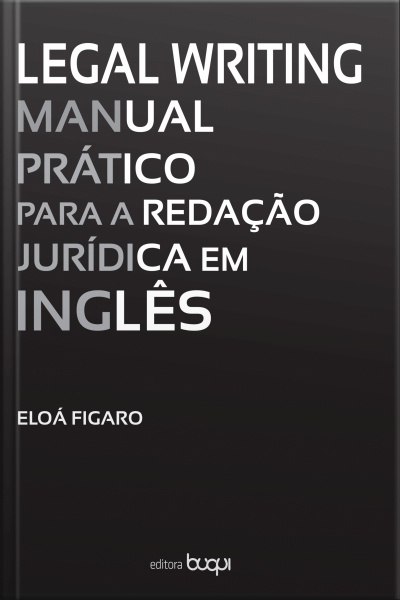 LEGAL WRITING
MANUAL
PRÁTICO
PARA A REDAÇÃO
JURÍDICA EM
INGLÊS
ELOÁ FIGARO
editora buqui